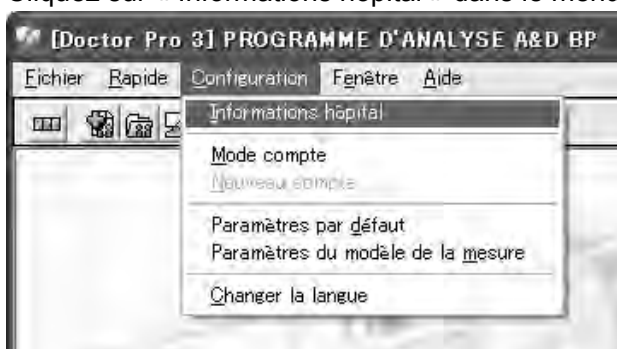 Cliquez sur « Informations hôpital » dans le menu
[Doctor Pro 3] PROGRAMME D'ANALYSE A&D BP
Fichier Rapide Configuration Fenêtre Aide
Informations hôpital
Mode compte
Nouveau compte
Paramètres par défaut
Paramètres du modèle de la mesure
Changer la langue